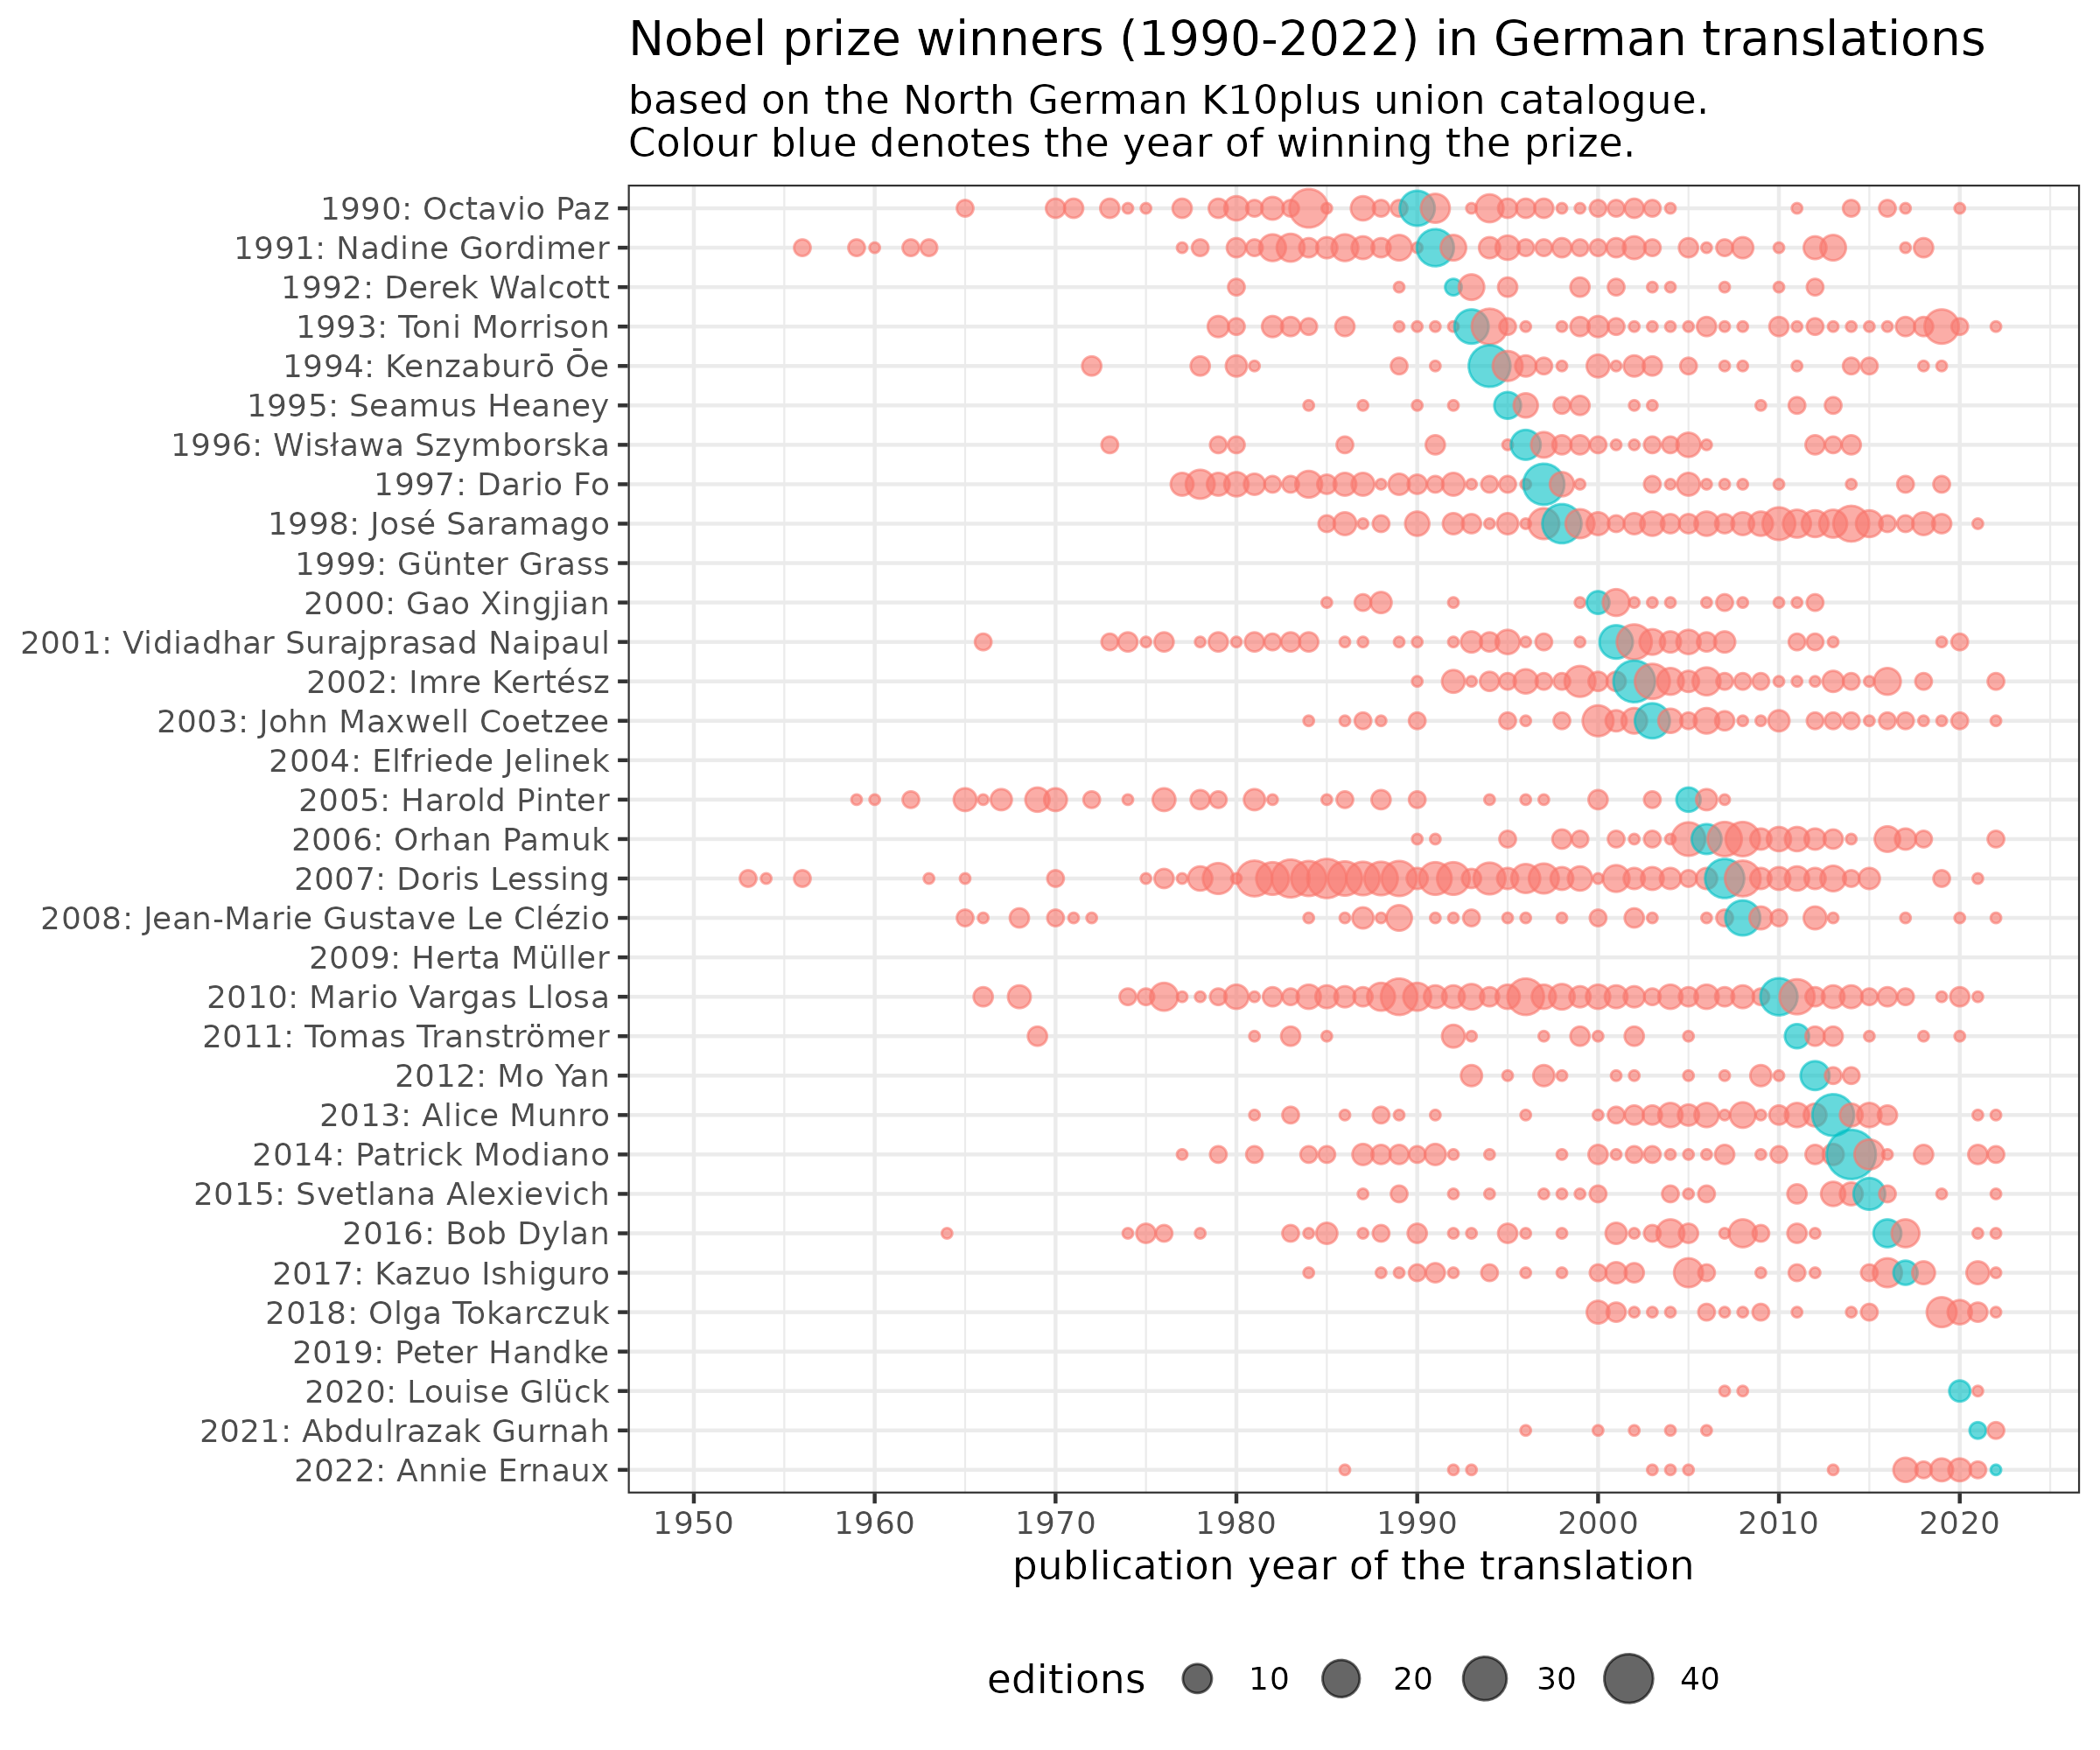 Nobel prize winners (1990-2022) in German translations
based on the North German K10plus union catalogue.
Colour blue denotes the year of winning the prize.
1990: Octavio Paz
1991: Nadine Gordimer
1992: Derek Walcott
1993: Toni Morrison
1994: Kenzaburō Ōe
1995: Seamus Heaney
1996: Wisława Szymborska
1997: Dario Fo
1998: José Saramago
1999: Günter Grass
2000: Gao Xingjian
2001: Vidiadhar Surajprasad Naipaul
2002: Imre Kertész
2003: John Maxwell Coetzee
2004: Elfriede Jelinek
2005: Harold Pinter
2006: Orhan Pamuk
2007: Doris Lessing
2008: Jean-Marie Gustave Le Clézio
2009: Herta Müller
2010: Mario Vargas Llosa
2011: Tomas Tranströmer
2012: Mo Yan
2013: Alice Munro
2014: Patrick Modiano
2015: Svetlana Alexievich
2016: Bob Dylan
2017: Kazuo Ishiguro
2018: Olga Tokarczuk
2019: Peter Handke
2020: Louise Glück
2021: Abdulrazak Gurnah
2022: Annie Ernaux
1950 1960 1970 1980 1990 2000 2010 2020
publication year of the translation
editions 10 20 30 40